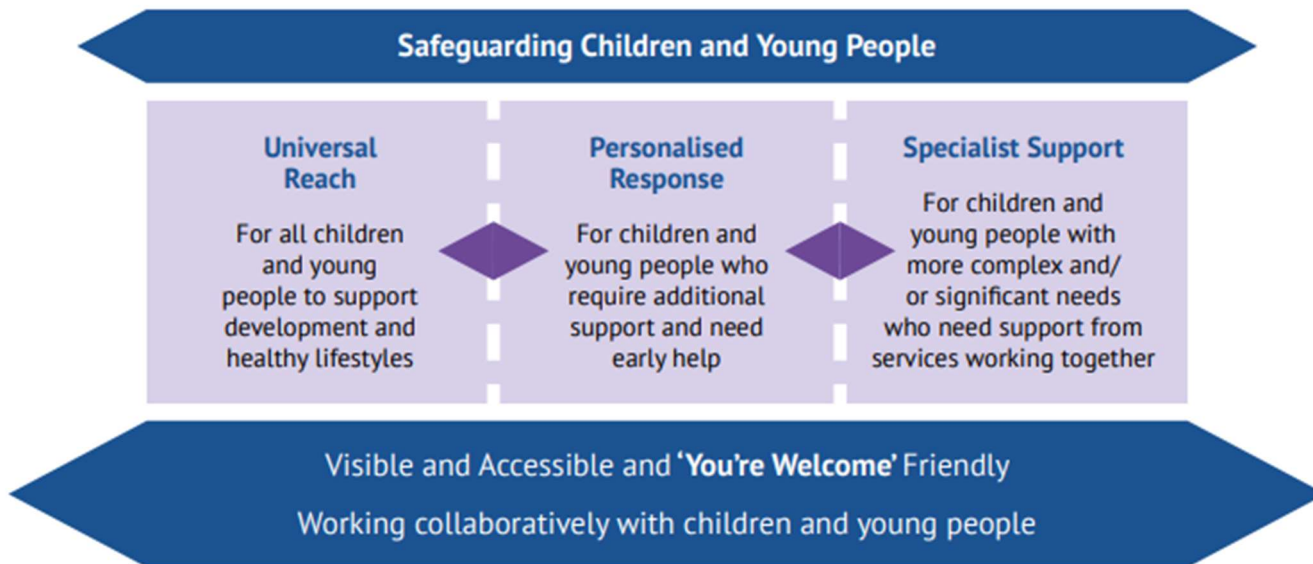 Safeguarding Children and Young People
Universal
Reach
For all children
and young
people to support
development and
healthy lifestyles
Personalised
Response
For children and
young people who
require additional
support and need
early help
Specialist Support
For children and
young people with
more complex and/
or significant needs
who need support from
services working together
Visible and Accessible and ‘You’re Welcome’ Friendly
Working collaboratively with children and young people